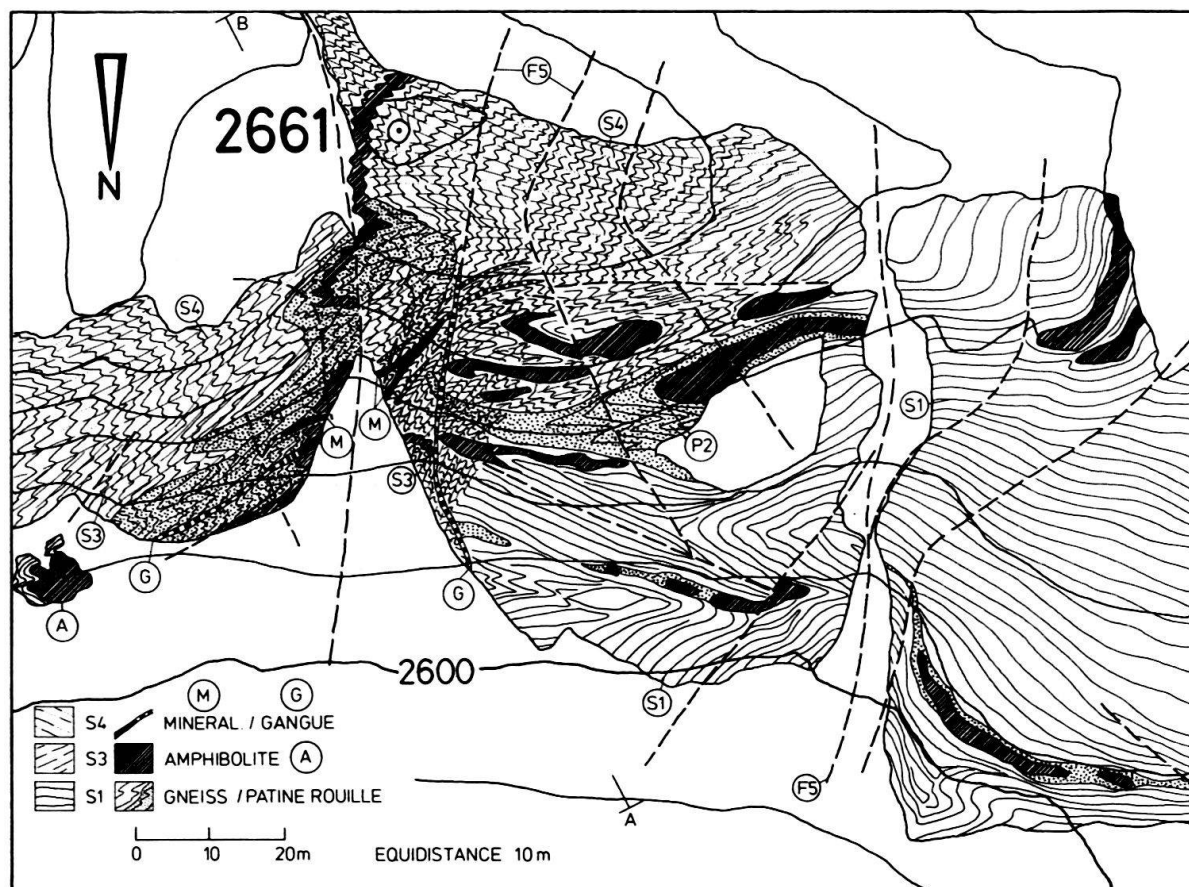 B
F5
2661
S4
N
S4
S1
M
M
P2
S3
S3
G
G
A
2600
S1
M G
S4 MINERAL. / GANGUE
S3 AMPHIBOLITE A
S1 GNEISS / PATINE ROUILLE
F5
A
0 10 20m EQUIDISTANCE 10m